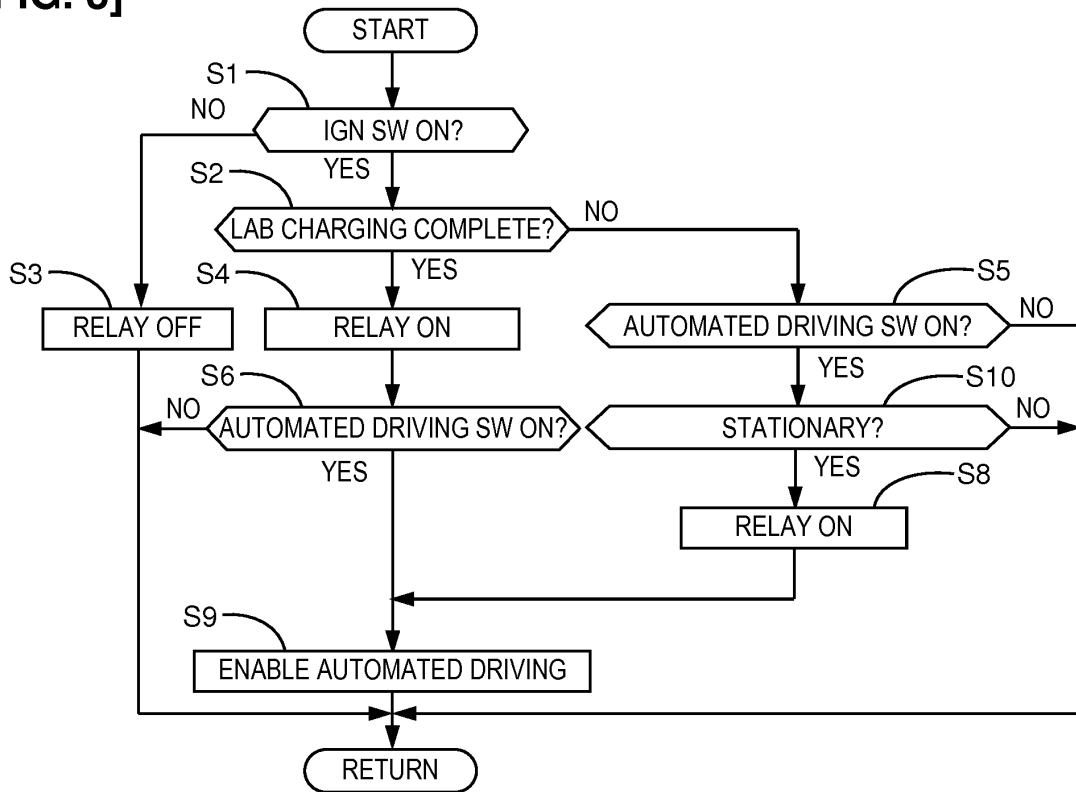 START
S1
NO
IGN SW ON?
YES
S2
NO
LAB CHARGING COMPLETE?
YES
S3
S4
S5
RELAY OFF
RELAY ON
AUTOMATED DRIVING SW ON?
NO
YES
S6
S10
NO
AUTOMATED DRIVING SW ON?
STATIONARY?
NO
YES
YES
S8
RELAY ON
S9
ENABLE AUTOMATED DRIVING
RETURN